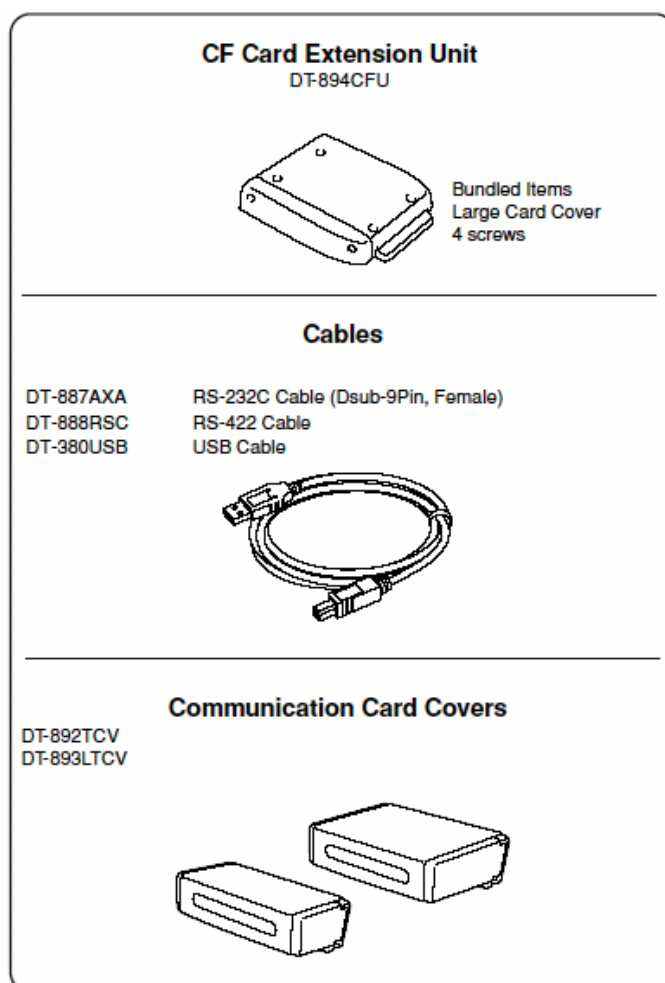 CF Card Extension Unit
DT-894CFU
Bundled Items
Large Card Cover
4 screws
Cables
DT-887AXA RS-232C Cable (Dsub-9Pin, Female)
DT-888RSC RS-422 Cable
DT-380USB USB Cable
Communication Card Covers
DT-892TCV
DT-893LTCV